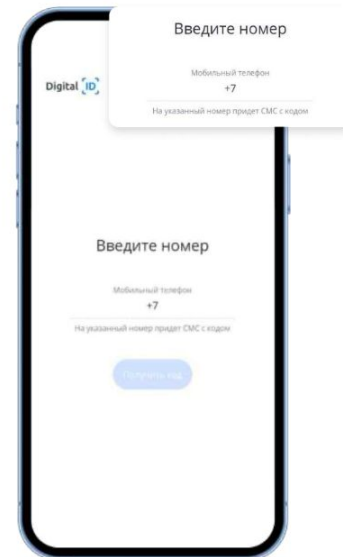 Введите номер
Мобильный телефон
+7
На указанный номер придет СМС с кодом
Digital ID
Введите номер
Мобильный телефон
+7
На указанный номер придет СМС с кодом
Получить код